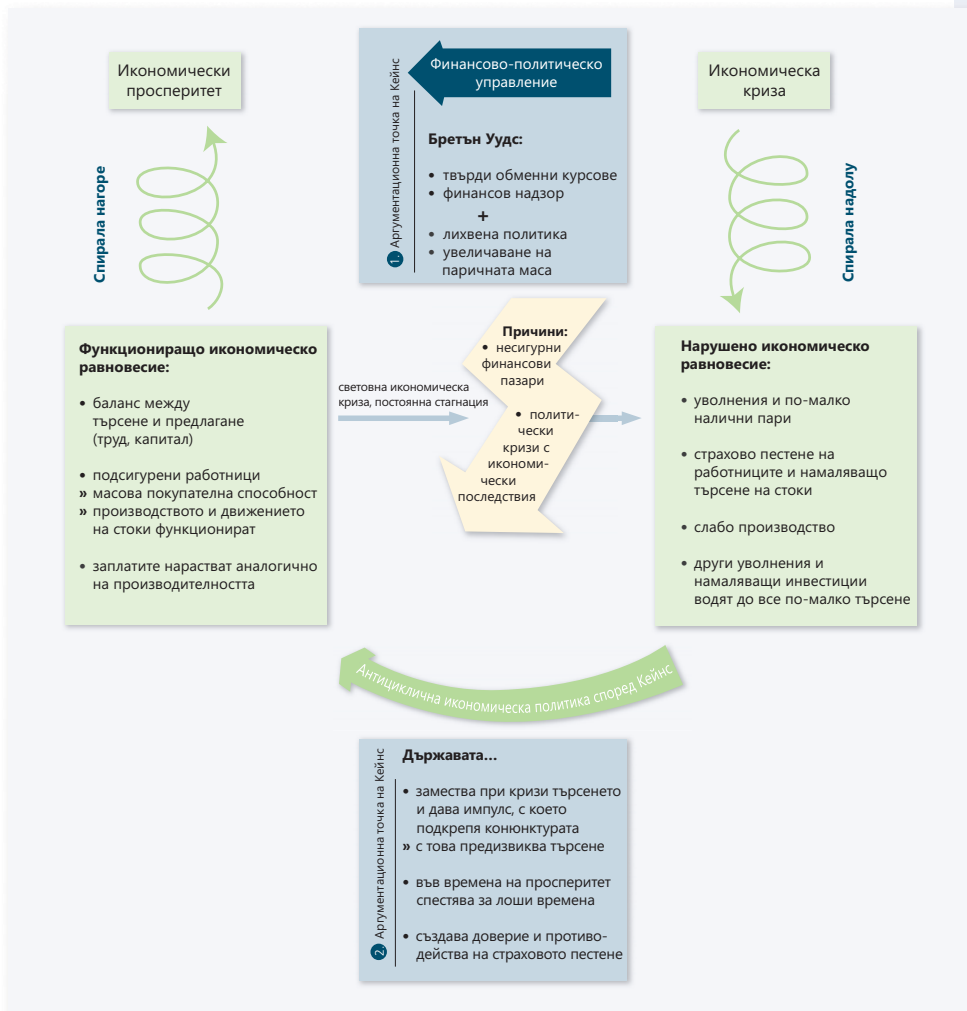 Икономически
просперитет
Спирала нагоре
1. Аргументационна точка на Кейнс
Финансово-политическо
управление
Бретън Уудс:
• твърди обменни курсове
• финансов надзор
+
• лихвена политика
• увеличаване на
паричната маса
Икономическа
криза
Спирала надолу
Функциониращо икономическо
равновесие:
• баланс между
търсене и предлагане
(труд, капитал)
• подсигурени работници
» масова покупателна способност
» производството и движението
на стоки функционират
• заплатите нарастват аналогично
на производителността
световна икономическа
криза, постоянна стагнация
Причини:
• несигурни
финансови
пазари
• полити-
чески
кризи с
икономи-
чески
последствия
Нарушено икономическо
равновесие:
• уволнения и по-малко
налични пари
• страхово пестене на
работниците и намаляващо
търсене на стоки
• слабо производство
• други уволнения и
намаляващи инвестиции
водят до все по-малко търсене
Антициклична икономическа политика според Кейнс
2. Аргументационна точка на Кейнс
Държавата...
• замества при кризи търсенето
и дава импулс, с което
подкрепя конюнктурата
» с това предизвиква търсене
• във времена на просперитет
спестява за лоши времена
• създава доверие и противо-
действа на страховото пестене